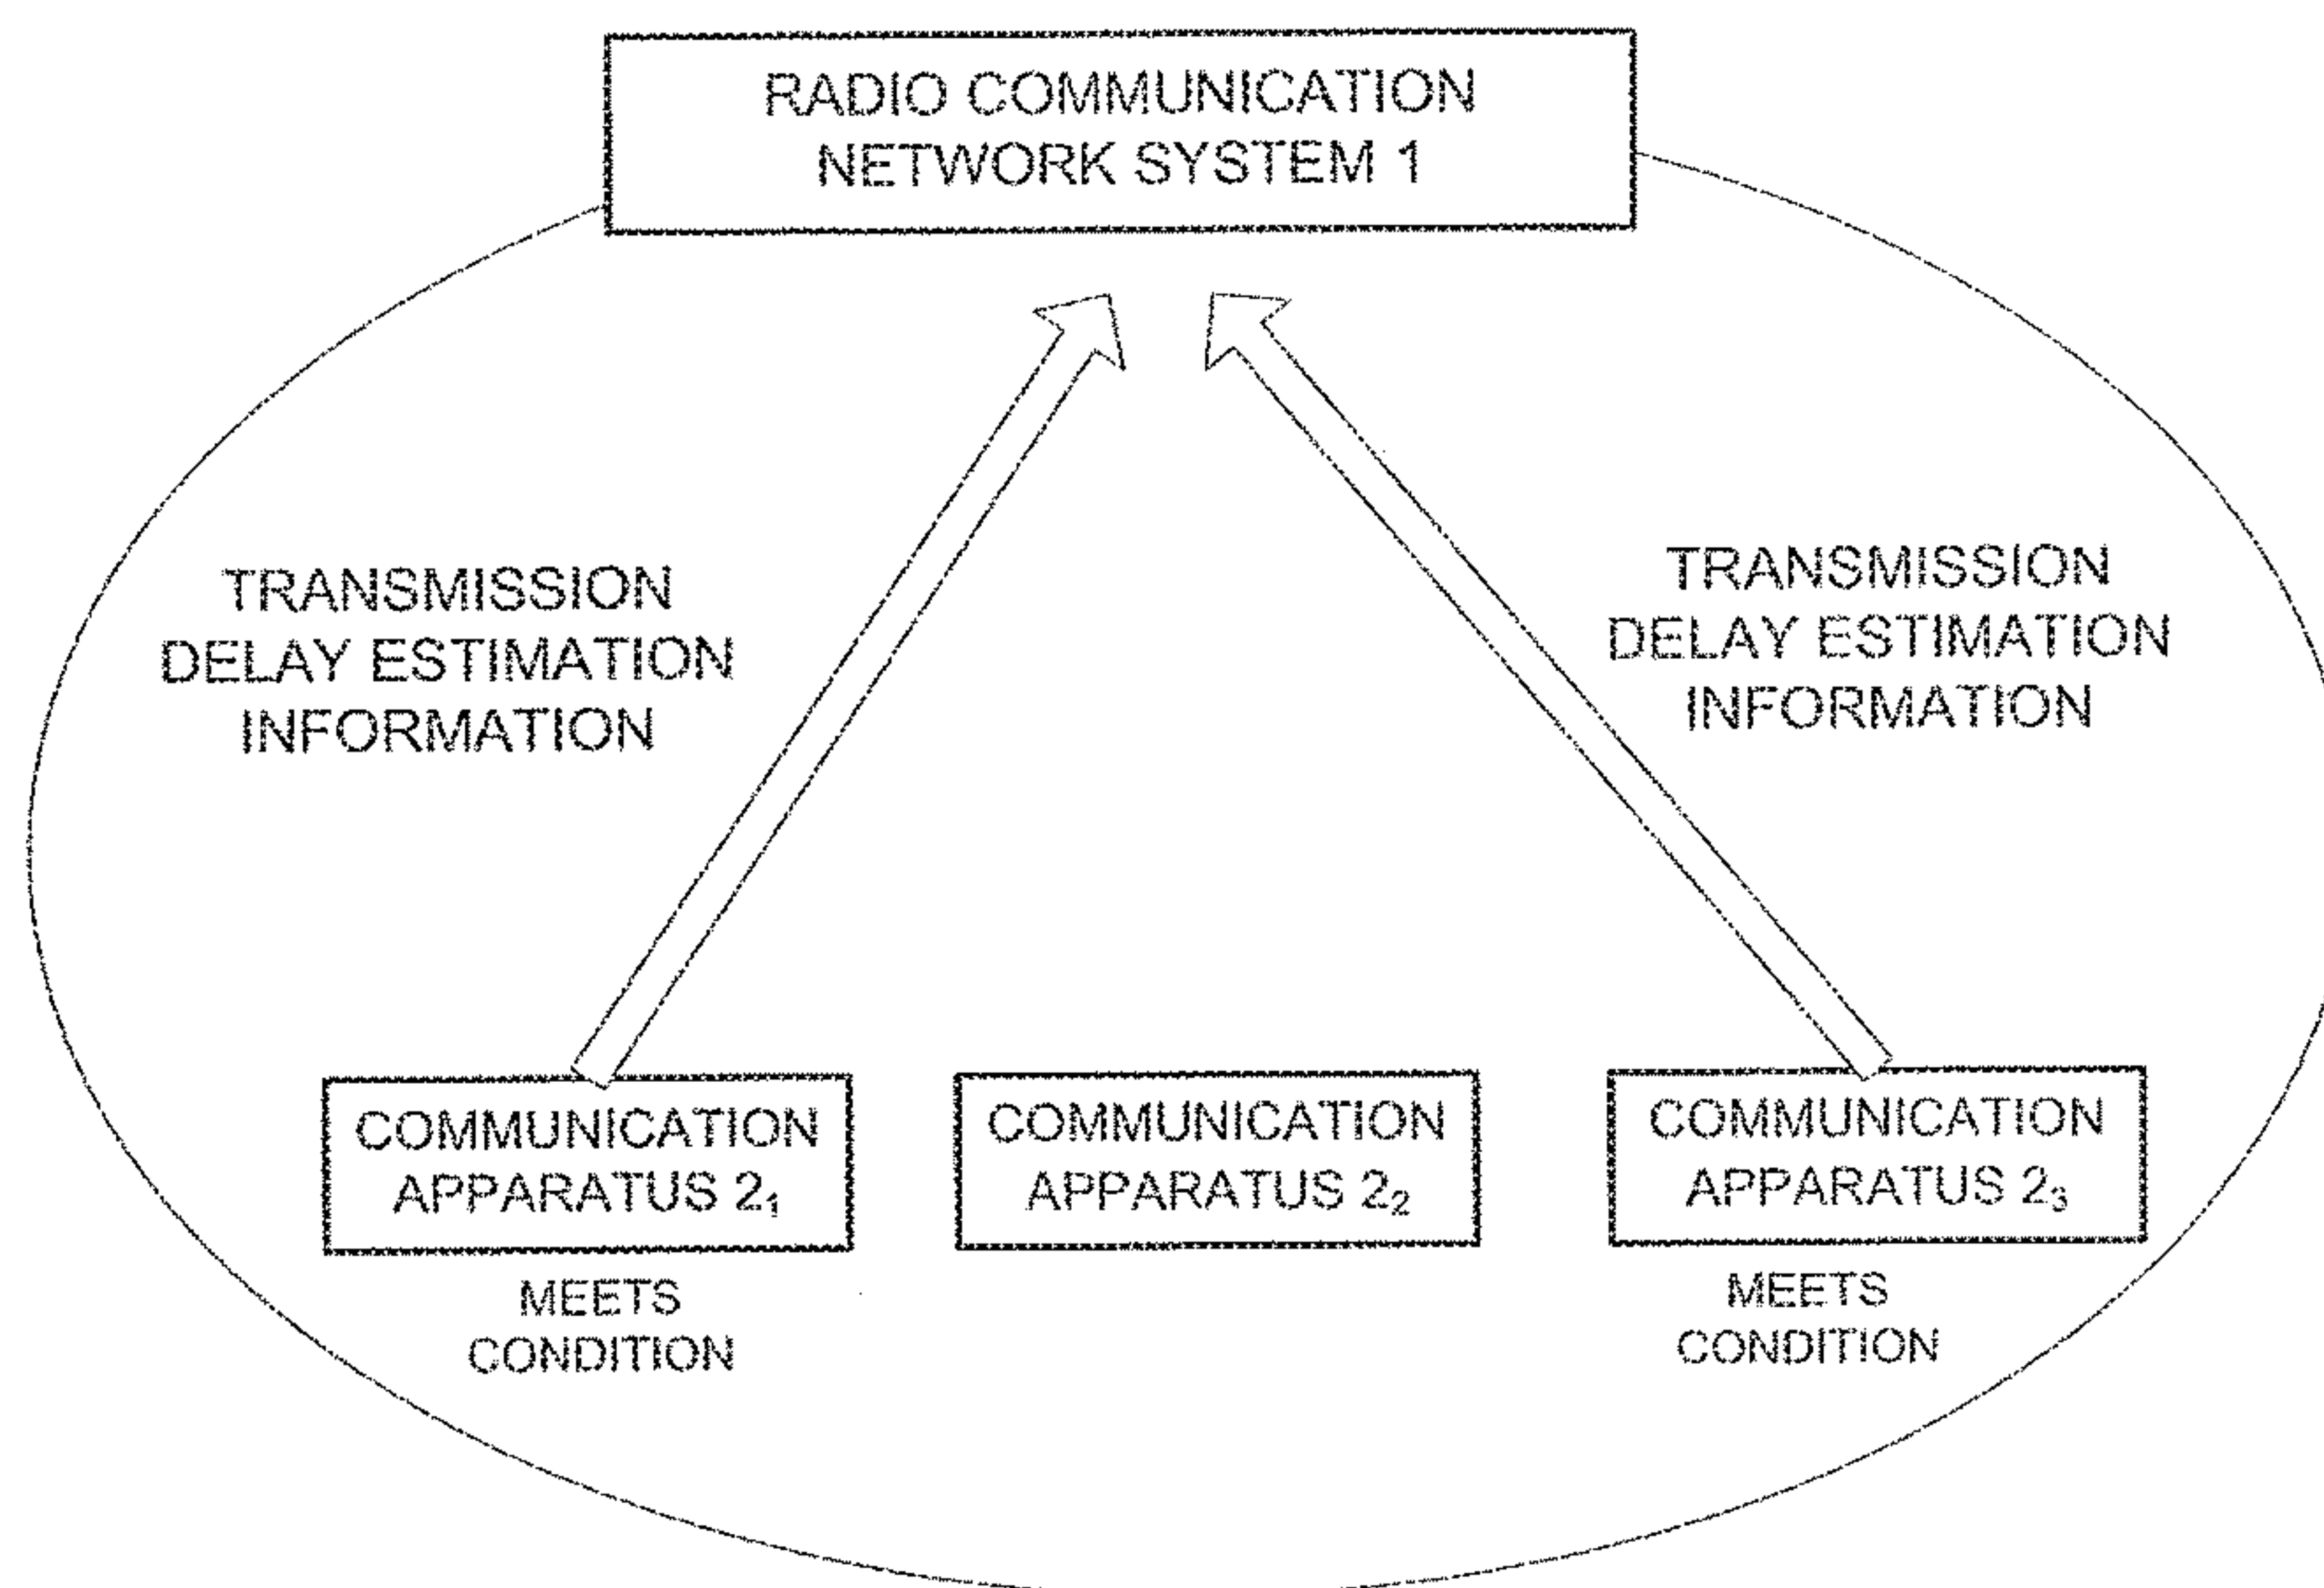 RADIO COMMUNICATION
NETWORK SYSTEM 1
TRANSMISSION
DELAY ESTIMATION
INFORMATION
TRANSMISSION
DELAY ESTIMATION
INFORMATION
COMMUNICATION
APPARATUS 2₁
MEETS
CONDITION
COMMUNICATION
APPARATUS 2₂
COMMUNICATION
APPARATUS 2₃
MEETS
CONDITION